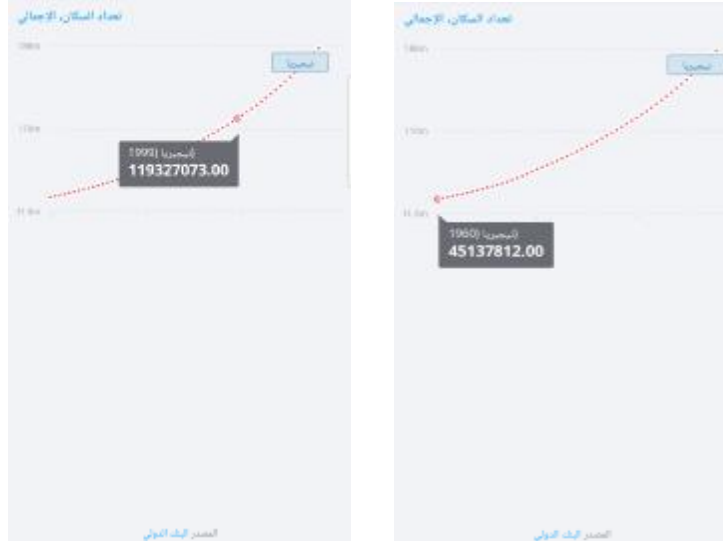 تعداد السكان، الإجمالي
نيجيريا
(نيجيريا (1999
119327073.00
المصدر البنك الدولي
تعداد السكان، الإجمالي
نيجيريا
(نيجيريا (1960
45137812.00
المصدر البنك الدولي